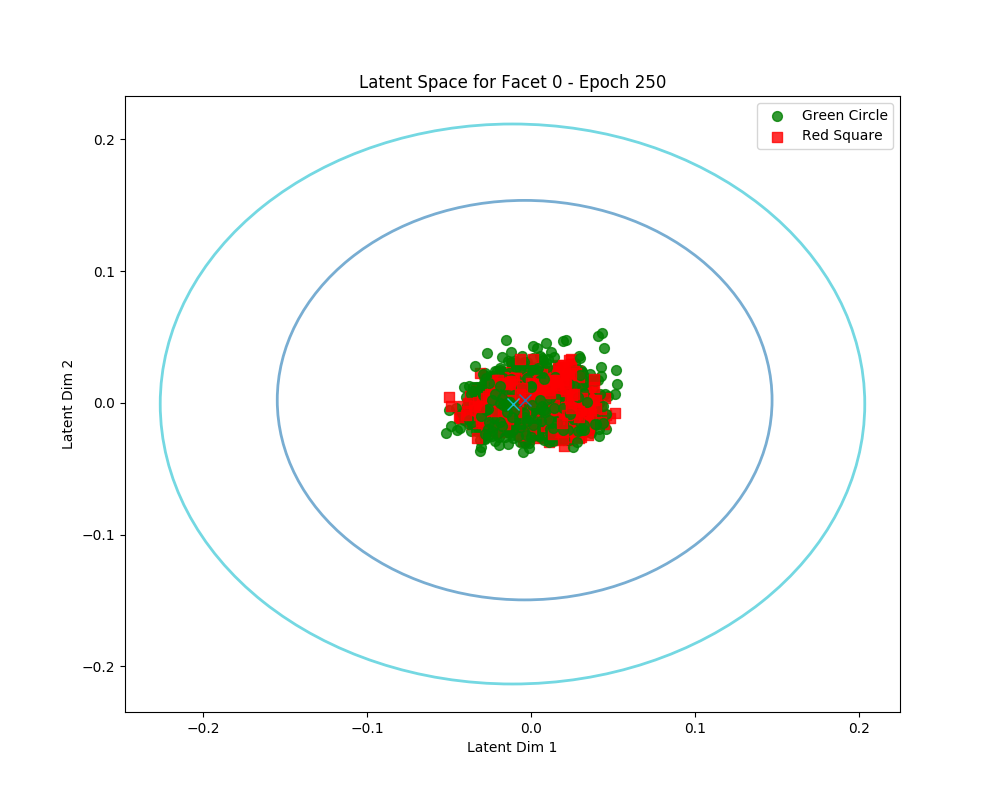 Latent Space for Facet 0 - Epoch 250
Green Circle
Red Square
0.2
0.1
0.0
−0.1
−0.2
Latent Dim 2
−0.2
−0.1
0.0
0.1
0.2
Latent Dim 1